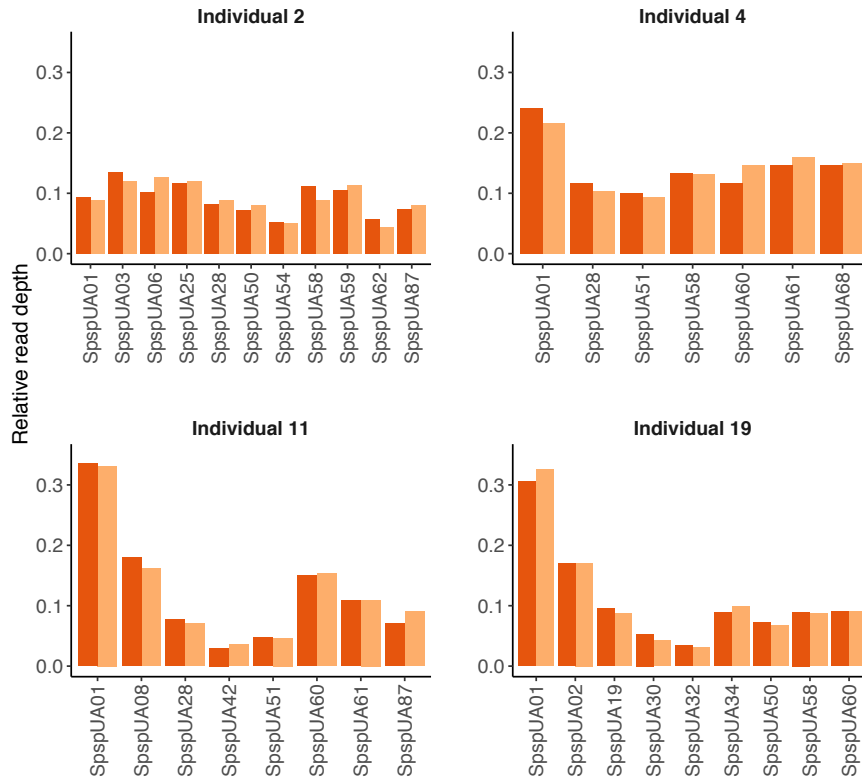 Relative read depth
Individual 2
0.3
0.2
0.1
0.0
SpspUA01
SpspUA03
SpspUA06
SpspUA25
SpspUA28
SpspUA50
SpspUA54
SpspUA58
SpspUA59
SpspUA62
SpspUA87
Individual 4
0.3
0.2
0.1
0.0
SpspUA01
SpspUA28
SpspUA51
SpspUA58
SpspUA60
SpspUA61
SpspUA68
Individual 11
0.3
0.2
0.1
0.0
SpspUA01
SpspUA08
SpspUA28
SpspUA42
SpspUA51
SpspUA60
SpspUA61
SpspUA87
Individual 19
0.3
0.2
0.1
0.0
SpspUA01
SpspUA02
SpspUA19
SpspUA30
SpspUA32
SpspUA34
SpspUA50
SpspUA58
SpspUA60